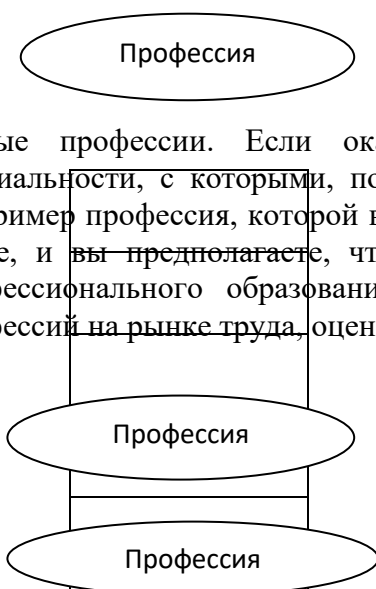 Профессия
ые профессии. Если ок
иальности, с которыми, по
ример профессия, которой в
е, и вы предполагаете, чт
ессионального образовани
ессий на рынке труда, оцен
Профессия
Профессия